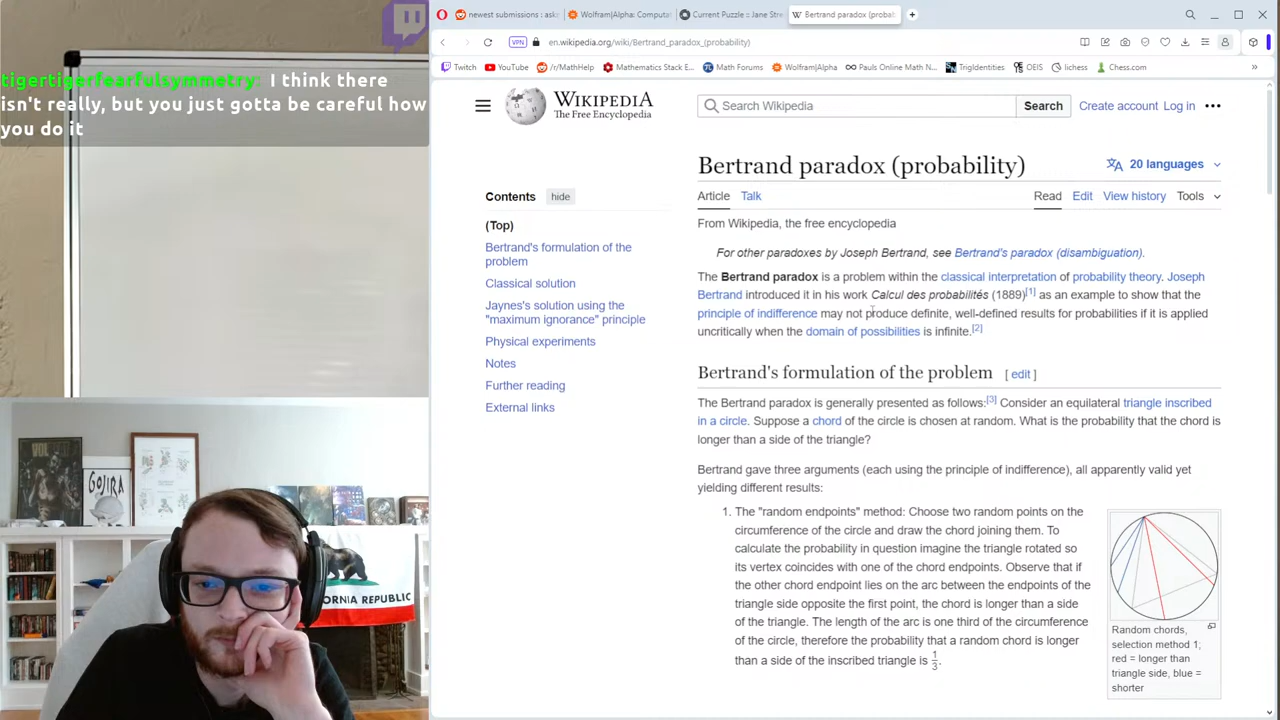 newest submissions : ask
Wolfram|Alpha: Computat
Current Puzzle = Jane Stre
Bertrand paradox (probabi
VPN
en.wikipedia.org/wiki/Bertrand_paradox_(probability)
Twitch
YouTube
/r/MathHelp
Mathematics Stack E...
Math Forums
Wolfram|Alpha
Pauls Online Math N...
TrigIdentities
OEIS
lichess
Chess.com
tigertigerfearfulsymmetry: I think there
isn't really, but you just gotta be careful how
you do it
GOJIRA
ORNIA REPUBLIC
WIKIPEDIA
The Free Encyclopedia
Search Wikipedia
Search
Create account
Log in
Contents
hide
(Top)
Bertrand's formulation of the
problem
Classical solution
Jaynes's solution using the
"maximum ignorance" principle
Physical experiments
Notes
Further reading
External links
Bertrand paradox (probability)
20 languages
Article
Talk
Read
Edit
View history
Tools
From Wikipedia, the free encyclopedia
For other paradoxes by Joseph Bertrand, see Bertrand's paradox (disambiguation).
The Bertrand paradox is a problem within the classical interpretation of probability theory. Joseph
Bertrand introduced it in his work Calcul des probabilités (1889)[1] as an example to show that the
principle of indifference may not produce definite, well-defined results for probabilities if it is applied
uncritically when the domain of possibilities is infinite.[2]
Bertrand's formulation of the problem
[ edit ]
The Bertrand paradox is generally presented as follows:[3] Consider an equilateral triangle inscribed
in a circle. Suppose a chord of the circle is chosen at random. What is the probability that the chord is
longer than a side of the triangle?
Bertrand gave three arguments (each using the principle of indifference), all apparently valid yet
yielding different results:
1. The "random endpoints" method: Choose two random points on the
circumference of the circle and draw the chord joining them. To
calculate the probability in question imagine the triangle rotated so
its vertex coincides with one of the chord endpoints. Observe that if
the other chord endpoint lies on the arc between the endpoints of the
triangle side opposite the first point, the chord is longer than a side
of the triangle. The length of the arc is one third of the circumference
of the circle, therefore the probability that a random chord is longer
than a side of the inscribed triangle is 1/3.
Random chords,
selection method 1;
red = longer than
triangle side, blue =
shorter